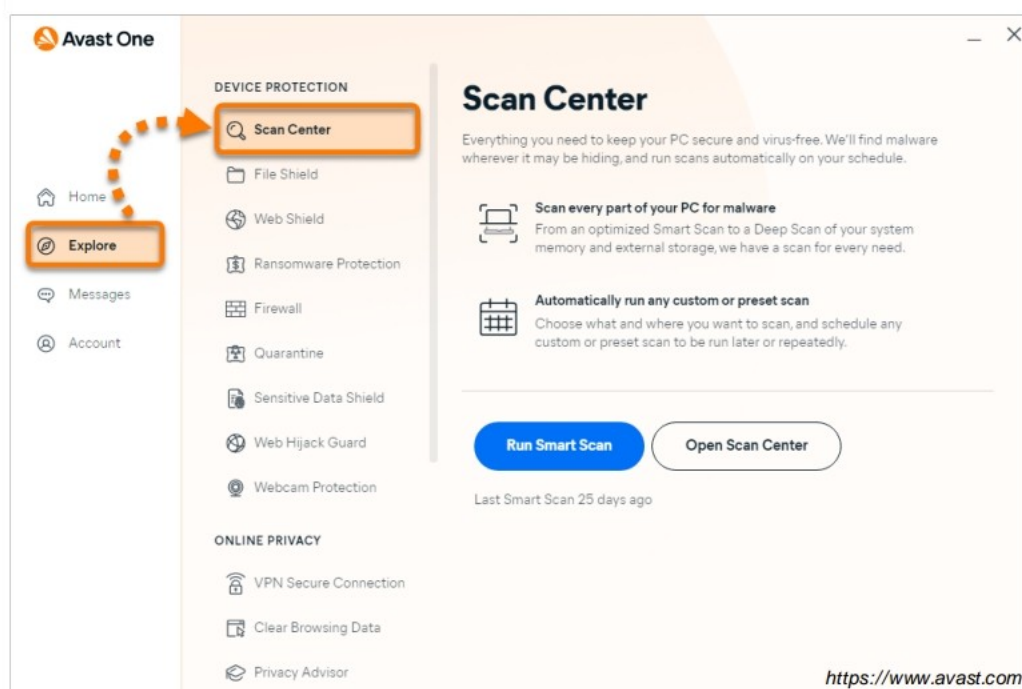 Avast One
Home
Explore
Messages
Account
DEVICE PROTECTION
Scan Center
File Shield
Web Shield
Ransomware Protection
Firewall
Quarantine
Sensitive Data Shield
Web Hijack Guard
Webcam Protection
ONLINE PRIVACY
VPN Secure Connection
Clear Browsing Data
Privacy Advisor
Scan Center
Everything you need to keep your PC secure and virus-free. We'll find malware
wherever it may be hiding, and run scans automatically on your schedule.
Scan every part of your PC for malware
From an optimized Smart Scan to a Deep Scan of your system
memory and external storage, we have a scan for every need.
Automatically run any custom or preset scan
Choose what and where you want to scan, and schedule any
custom or preset scan to be run later or repeatedly.
Run Smart Scan
Open Scan Center
Last Smart Scan 25 days ago
https://www.avast.com